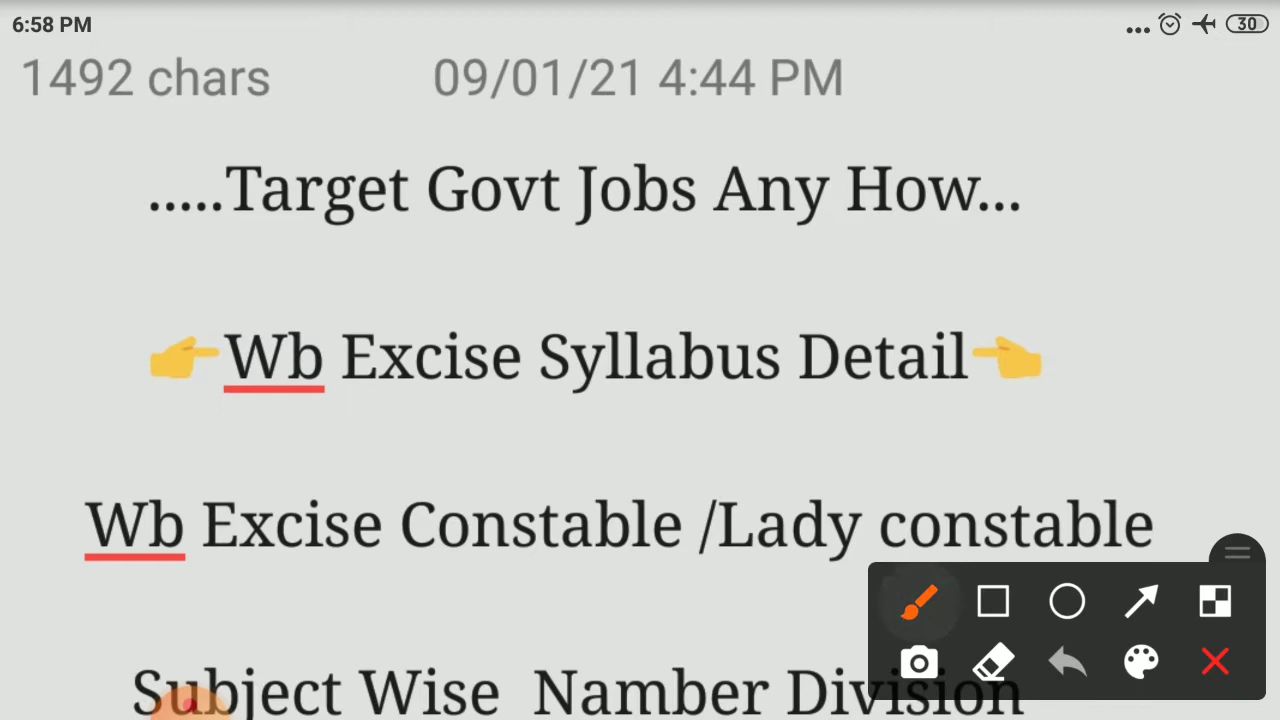 6:58 PM ... 30
1492 chars 09/01/21 4:44 PM
.....Target Govt Jobs Any How...
👉Wb Excise Syllabus Detail👈
Wb Excise Constable /Lady constable
Subject Wise Namber Division